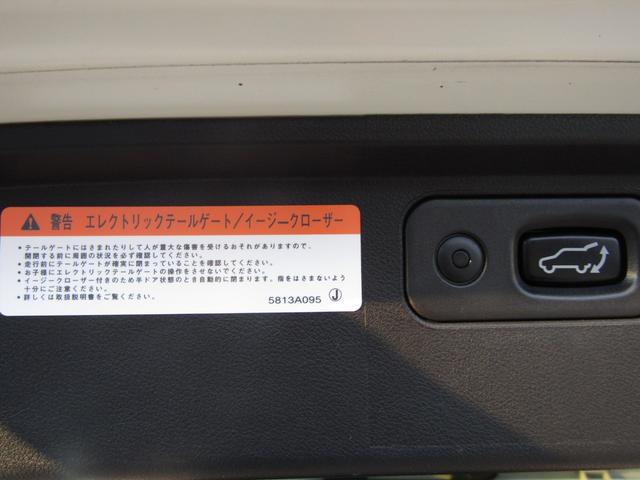 警告 エレクトリックテールゲート/イージークローザー
•テールゲートにはさまれたりして人が重大な傷害を受けるおそれがありますので、
開閉する前に周囲の状況を必ず確認してください。
•走行前にテールゲートが確実に閉まっていることを確認してください。
•お子様にエレクトリックテールゲートの操作をさせないでください。
•イージークローザー付きのため半ドア状態のとき自動的に閉まります。指をはさまないよう
十分にご注意ください。
•詳しくは取扱説明書をご覧ください。
5813A095 Ⓙ